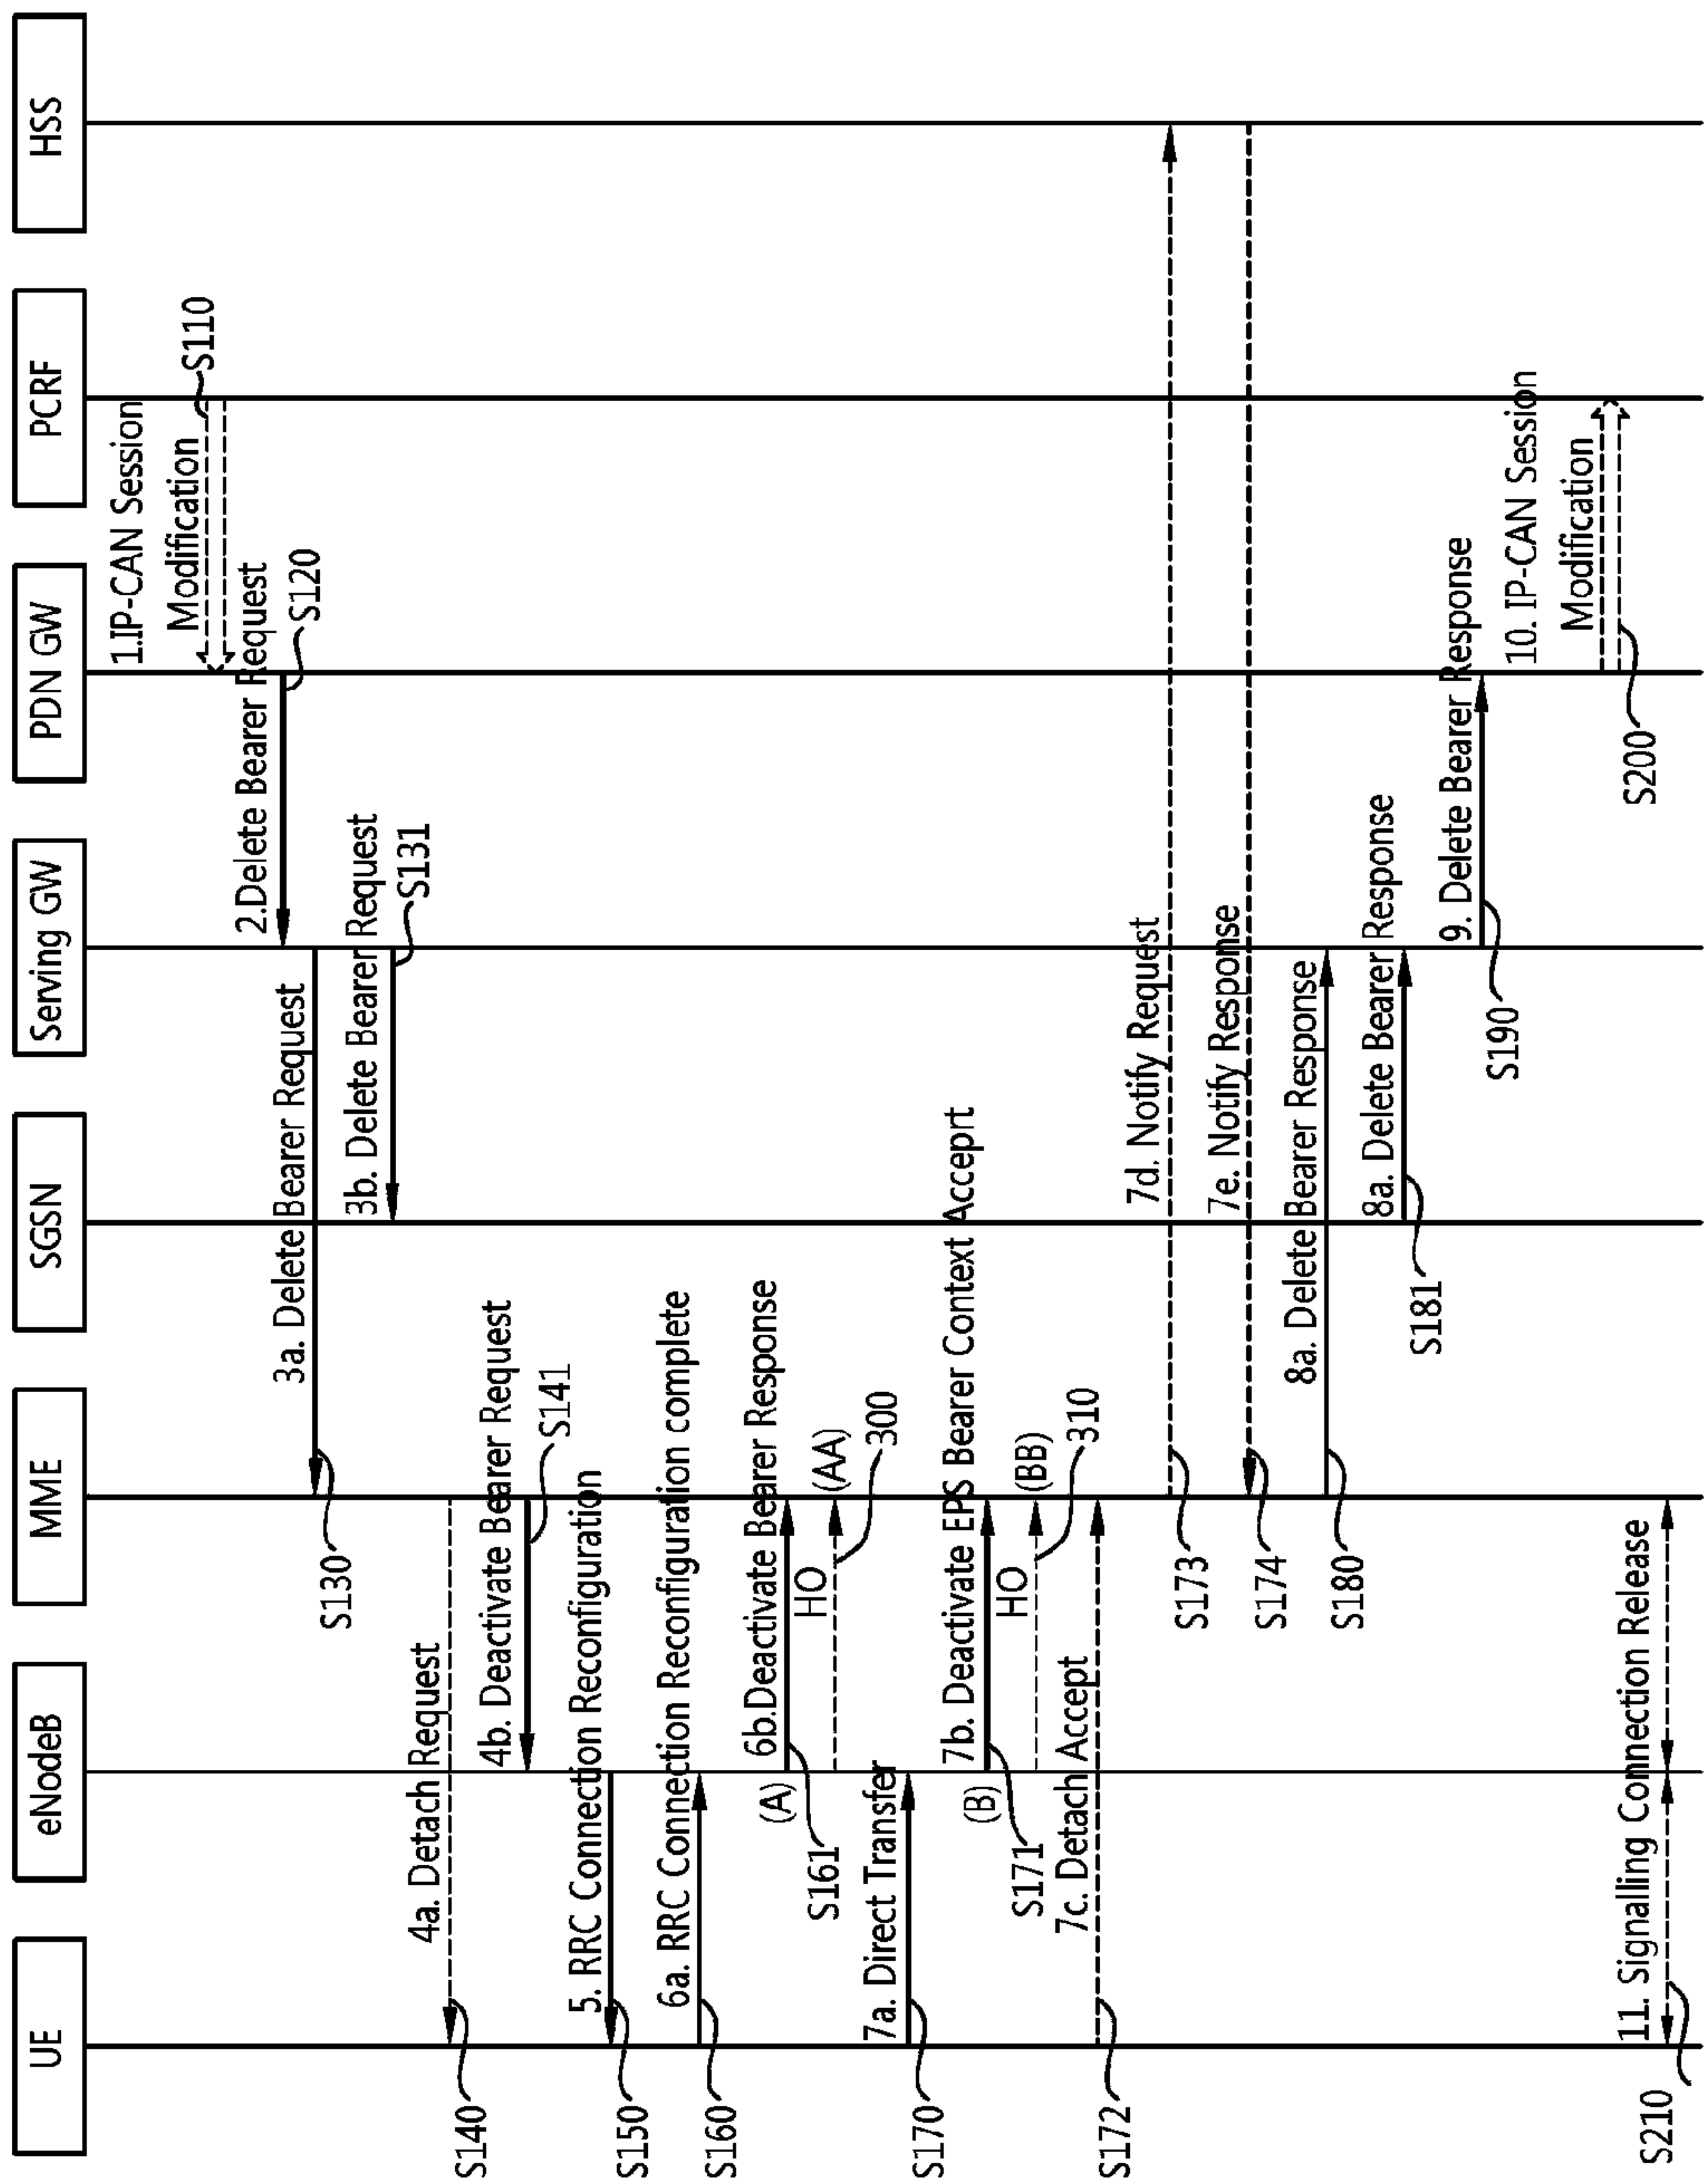 UE
eNodeB
MME
SGSN
Serving GW
PDN GW
PCRF
HSS
1.IP-CAN Session
Modification
S110
2.Delete Bearer Request
S120
3a. Delete Bearer Request
S130
3b. Delete Bearer Request
S131
4a. Detach Request
S140
4b. Deactivate Bearer Request
S141
5. RRC Connection Reconfiguration
S150
6a. RRC Connection Reconfiguration complete
S160
6b.Deactivate Bearer Response
(A)
S161
HO
(AA)
300
7a. Direct Transfer
S170
7b. Deactivate EPS Bearer Context Acceprt
(B)
S171
HO
(BB)
310
7c. Detach Accept
S172
7d. Notify Request
S173
7e. Notify Response
S174
8a. Delete Bearer Response
S180
8a. Delete Bearer Response
S181
9. Delete Bearer Response
S190
10. IP-CAN Session
Modification
S200
11. Signalling Connection Release
S210